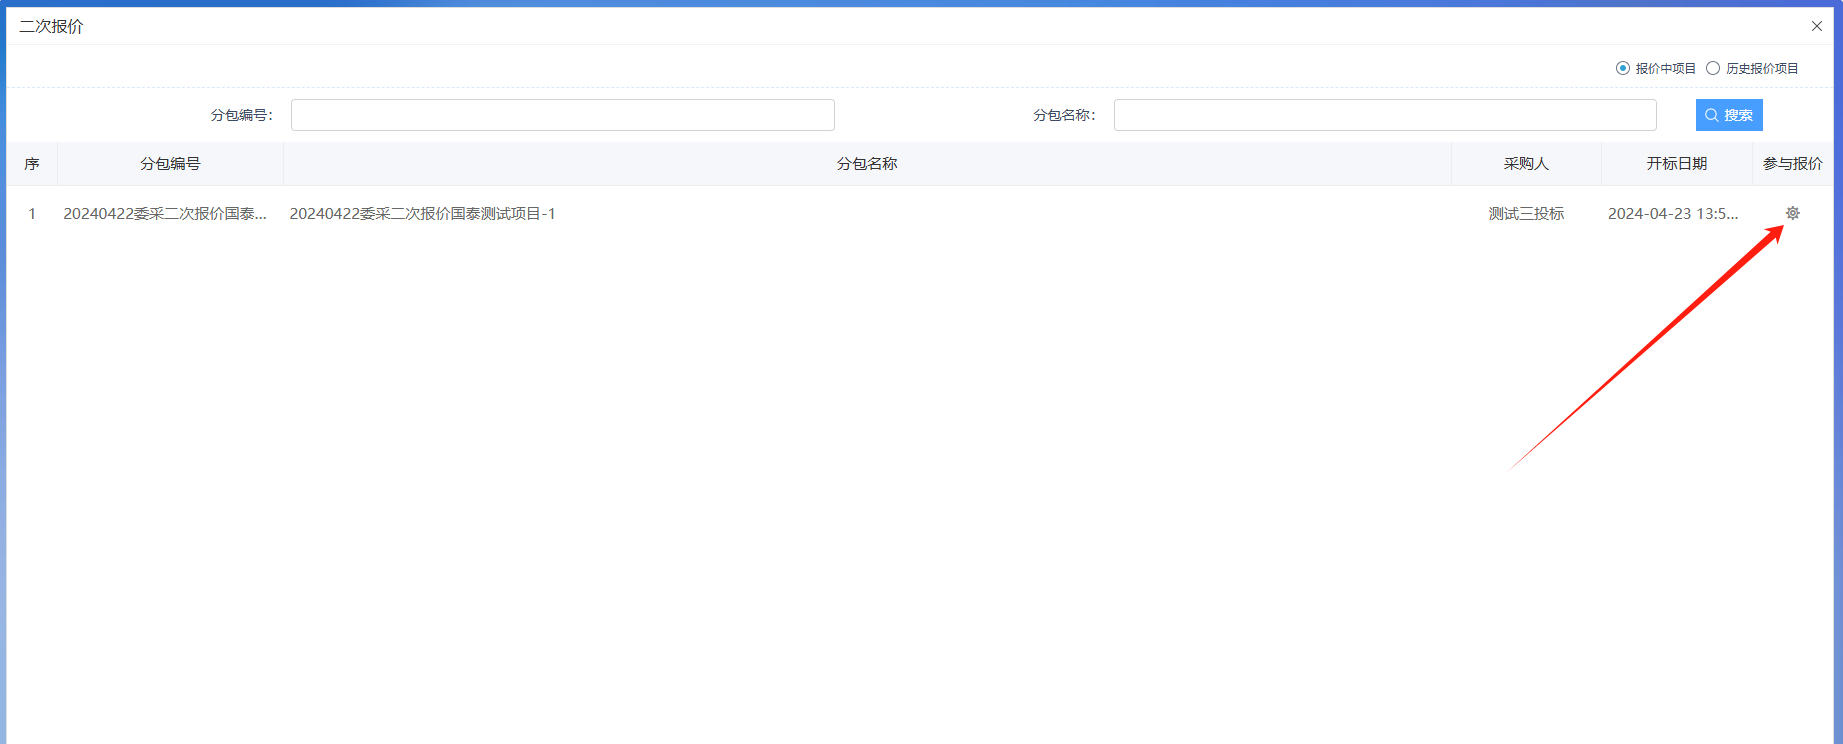 二次报价
报价中项目 历史报价项目
分包编号： 分包名称： 搜索
序 分包编号 分包名称 采购人 开标日期 参与报价
1 20240422委采二次报价国泰... 20240422委采二次报价国泰测试项目-1 测试三投标 2024-04-23 13:5...